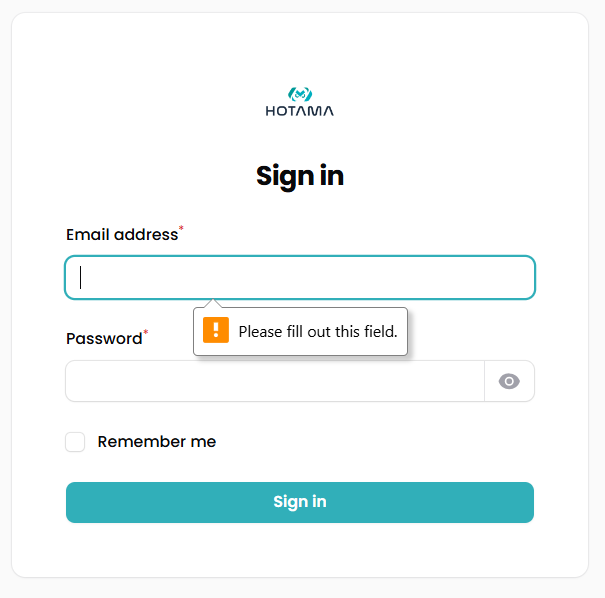 HOTAMA
Sign in
Email address*
Please fill out this field.
Password*
Remember me
Sign in